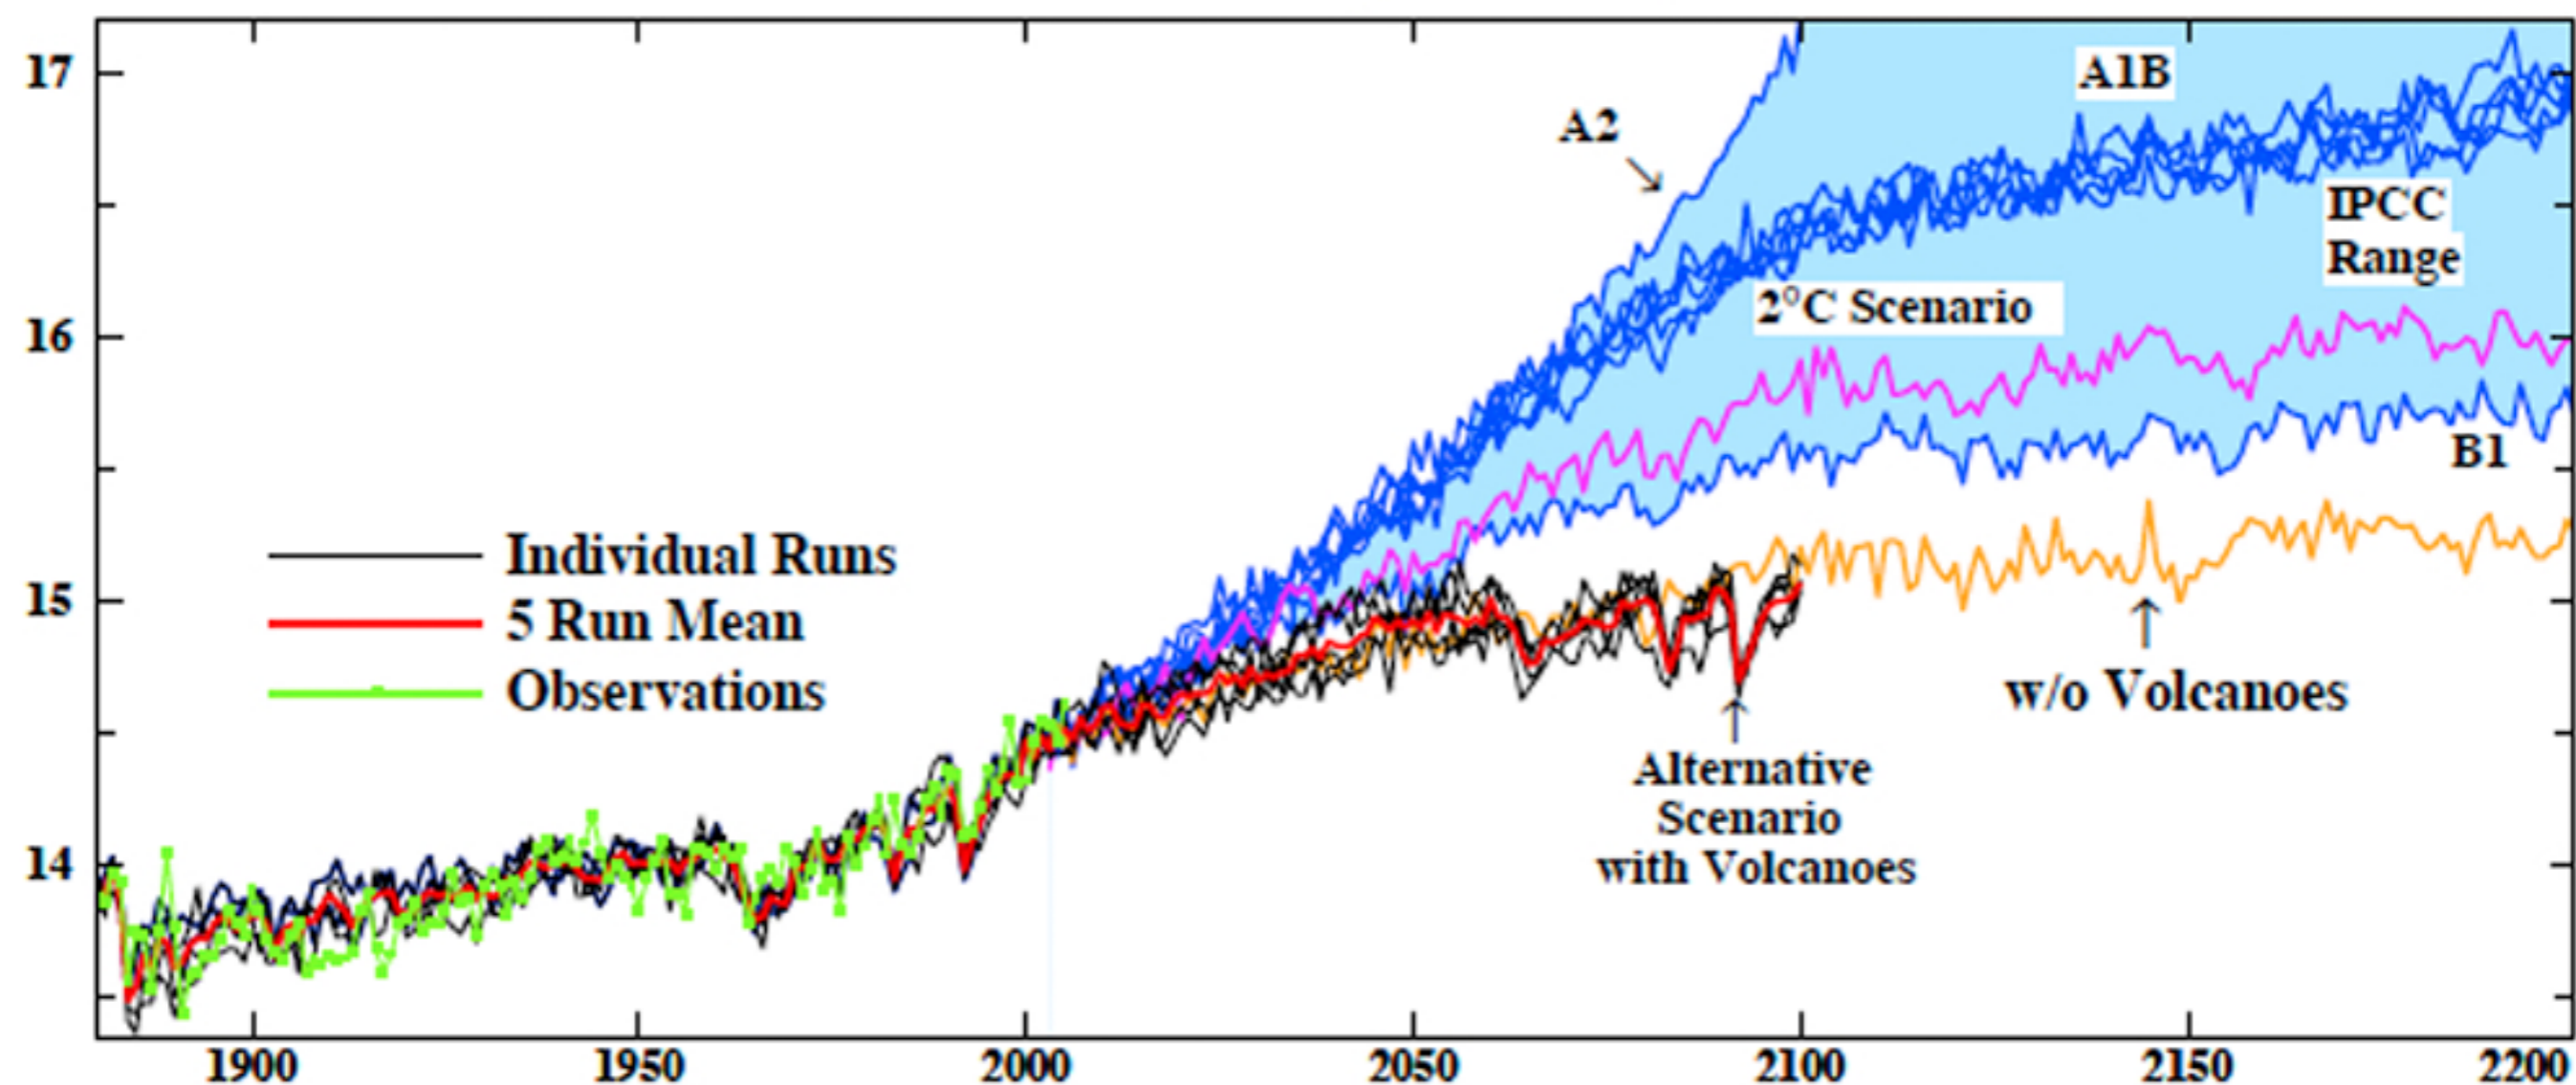 17
16
15
14
A2
A1B
IPCC
Range
2°C Scenario
B1
Individual Runs
5 Run Mean
Observations
w/o Volcanoes
Alternative
Scenario
with Volcanoes
1900 1950 2000 2050 2100 2150 2200